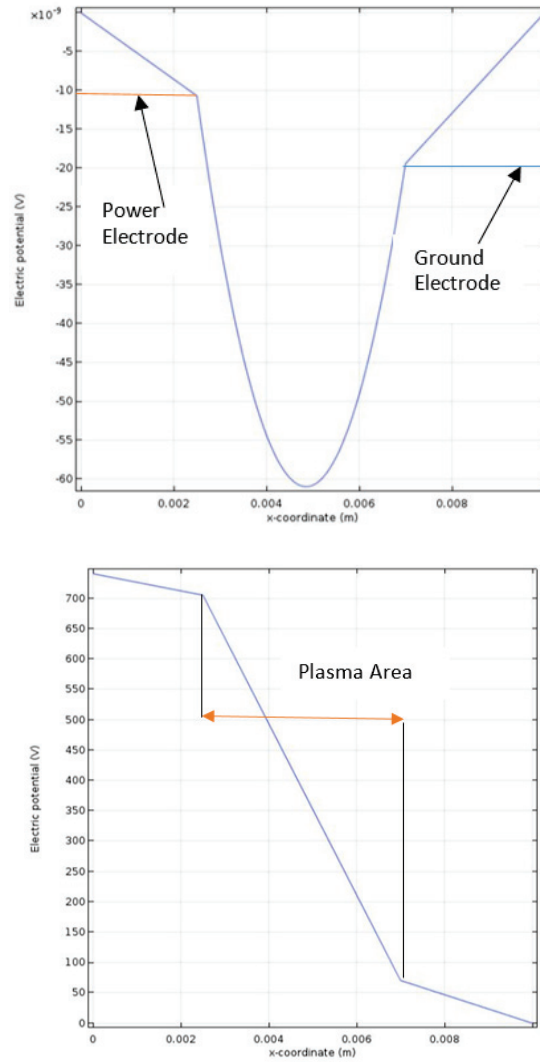 ×10⁻⁹
-5
-10
-15
-20
-25
-30
-35
-40
-45
-50
-55
-60
Electric potential (V)
Power
Electrode
Ground
Electrode
0 0.002 0.004 0.006 0.008
x-coordinate (m)
700
650
600
550
500
450
400
350
300
250
200
150
100
50
0
Electric potential (V)
Plasma Area
0 0.002 0.004 0.006 0.008
x-coordinate (m)